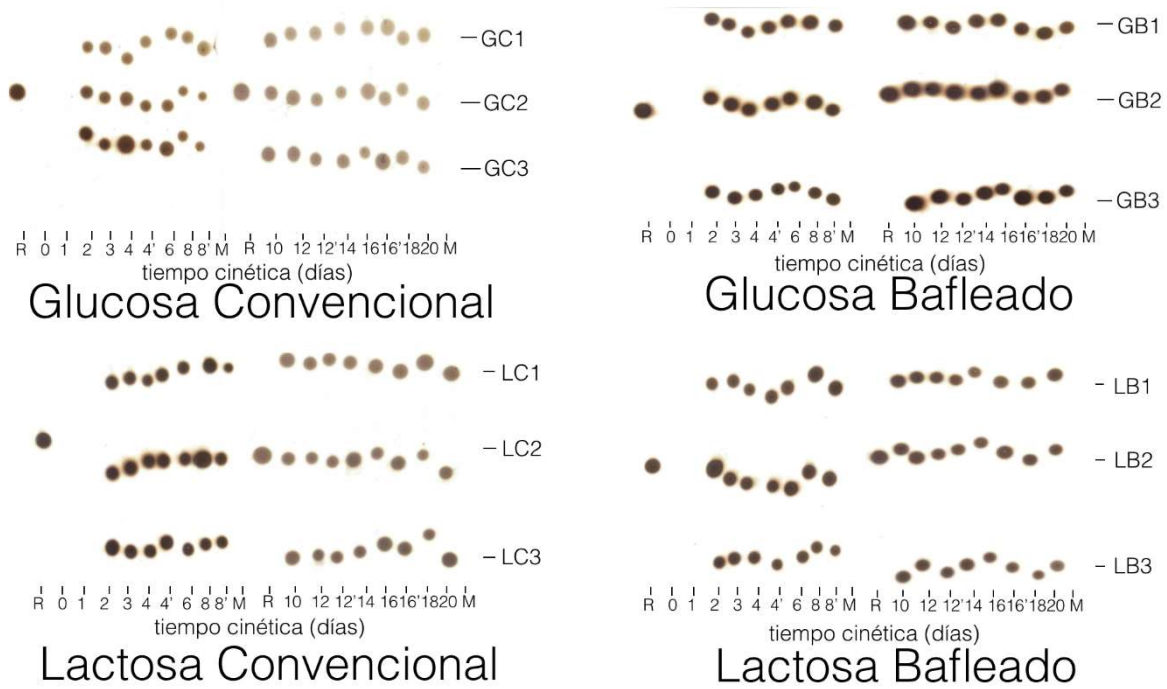 GC1
GC2
GC3
R 0 1 2 3 4 4' 6 8 8' M R 10 12 12' 14 16 16' 18 20 M
tiempo cinética (días)
Glucosa Convencional
GB1
GB2
GB3
R 0 1 2 3 4 4' 6 8 8' M R 10 12 12' 14 16 16' 18 20 M
tiempo cinética (días)
Glucosa Bafleado
LC1
LC2
LC3
R 0 1 2 3 4 4' 6 8 8' M R 10 12 12' 14 16 16' 18 20 M
tiempo cinética (días)
Lactosa Convencional
LB1
LB2
LB3
R 0 1 2 3 4 4' 6 8 8' M R 10 12 12' 14 16 16' 18 20 M
tiempo cinética (días)
Lactosa Bafleado